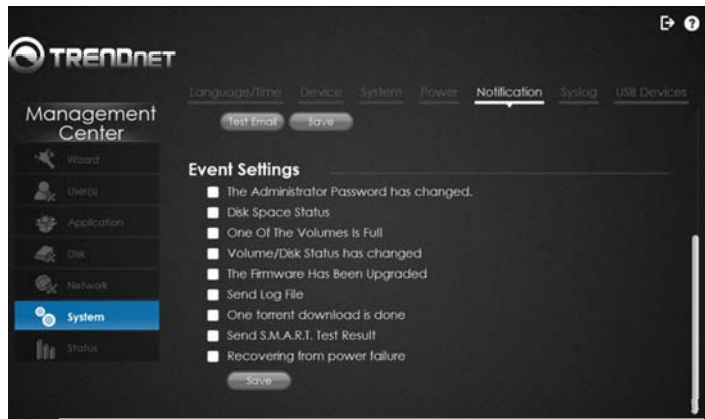 TRENDNET
Language/Time Device System Power Notification Syslog USB Devices
Management
Center
Test Email Save
Wizard
User(s)
Application
Disk
Network
System
Status
Event Settings
The Administrator Password has changed.
Disk Space Status
One Of The Volumes Is Full
Volume/Disk Status has changed
The Firmware Has Been Upgraded
Send Log File
One torrent download is done
Send S.M.A.R.T. Test Result
Recovering from power failure
Save